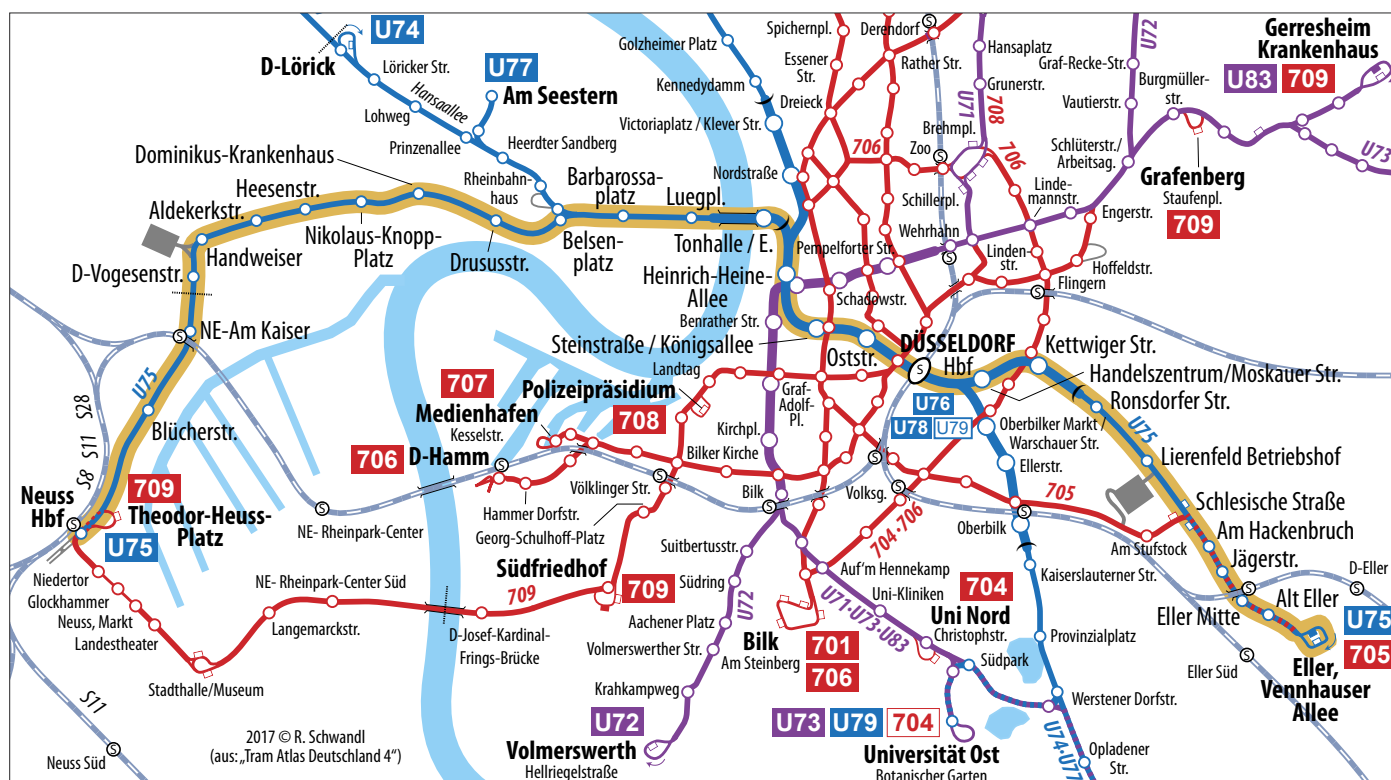 U74
D-Lörick
Löricker Str.
Hansaallee
Lohweg
Prinzenallee
U77
Am Seestern
Heerdter Sandberg
Rheinbahn-
haus
Golzheimer Platz
Kennedydamm
Victoriaplatz / Klever Str.
Nordstraße
Spichernpl.
Essener
Str.
Dreieck
Derendorf
Rather Str.
706
Zoo
Brehmpl.
U71
708
706
Hansaplatz
Grunerstr.
Schillerpl.
Wehrhahn
Linde-
mannstr.
Linden-
str.
U72
Graf-Recke-Str.
Vautierstr.
Schlüterstr./
Arbeitsag.
Burgmüller-
str.
Gerresheim
Krankenhaus
U83
709
U73
Grafenberg
Staufenpl.
709
Engerstr.
Hoffeldstr.
Flingern
Dominikus-Krankenhaus
Heesenstr.
Aldekerkstr.
Nikolaus-Knopp-
Platz
Handweiser
D-Vogesenstr.
NE-Am Kaiser
Drususstr.
Belsen-
platz
Barbarossa-
platz
Luegpl.
Tonhalle / E.
Heinrich-Heine-
Allee
Pempelforter Str.
Schadowstr.
Benrather Str.
Steinstraße / Königsallee
Oststr.
DÜSSELDORF
Hbf
S
Kettwiger Str.
Handelszentrum/Moskauer Str.
Ronsdorfer Str.
U76
U78
U79
Oberbilker Markt /
Warschauer Str.
Ellerstr.
U75
Lierenfeld Betriebshof
Schlesische Straße
Am Hackenbruch
Jägerstr.
705
Am Stufstock
Oberbilk
Kaiserslauterner Str.
D-Eller
Alt Eller
Eller Mitte
U75
705
Eller,
Vennhauser
Allee
Eller Süd
Provinzialplatz
Werstener Dorfstr.
U74·U77
Opladener
Str.
U75
S28
S11
S8
Blücherstr.
Neuss
Hbf
709
Theodor-Heuss-
Platz
U75
Niedertor
Glockhammer
Neuss, Markt
Landestheater
Stadthalle/Museum
NE- Rheinpark-Center
NE- Rheinpark-Center Süd
Langemarckstr.
S11
Neuss Süd
2017 © R. Schwandl
(aus: „Tram Atlas Deutschland 4“)
D-Josef-Kardinal-
Frings-Brücke
709
Südfriedhof
709
707
Medienhafen
Kesselstr.
706
D-Hamm
Hammer Dorfstr.
Georg-Schulhoff-Platz
Völklinger Str.
Polizeipräsidium
708
Landtag
Bilker Kirche
Graf-
Adolf-
Pl.
Kirchpl.
Bilk
Volksg.
704·706
Suitbertusstr.
Südring
U72
Aachener Platz
Volmerswerther Str.
Krahkampweg
U72
Volmerswerth
Hellriegelstraße
Bilk
Am Steinberg
701
706
Auf'm Hennekamp
Uni-Kliniken
U71·U73·U83
704
Uni Nord
Christophstr.
Südpark
U73
U79
704
Universität Ost
Botanischer Garten